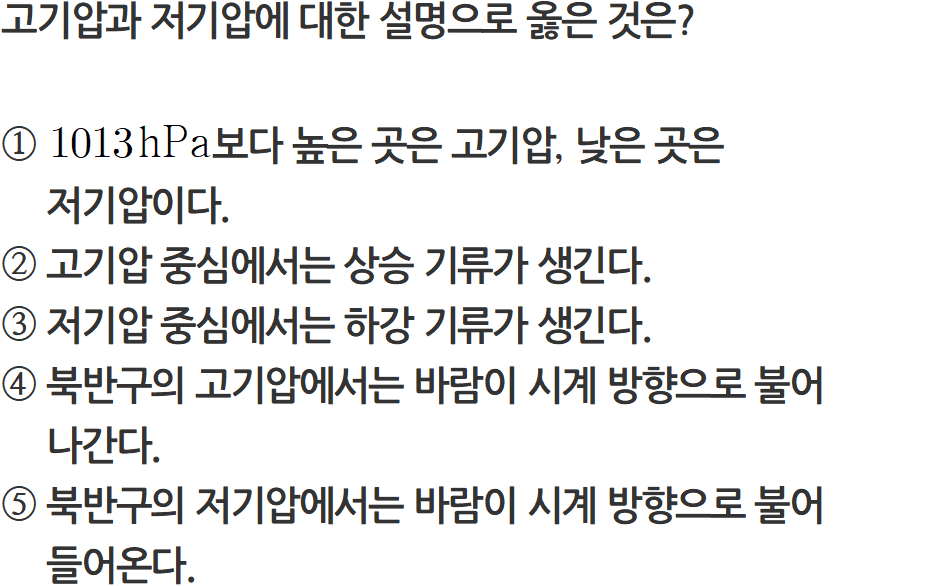 고기압과 저기압에 대한 설명으로 옳은 것은?
① 1013hPa보다 높은 곳은 고기압, 낮은 곳은
저기압이다.
② 고기압 중심에서는 상승 기류가 생긴다.
③ 저기압 중심에서는 하강 기류가 생긴다.
④ 북반구의 고기압에서는 바람이 시계 방향으로 불어
나간다.
⑤ 북반구의 저기압에서는 바람이 시계 방향으로 불어
들어온다.